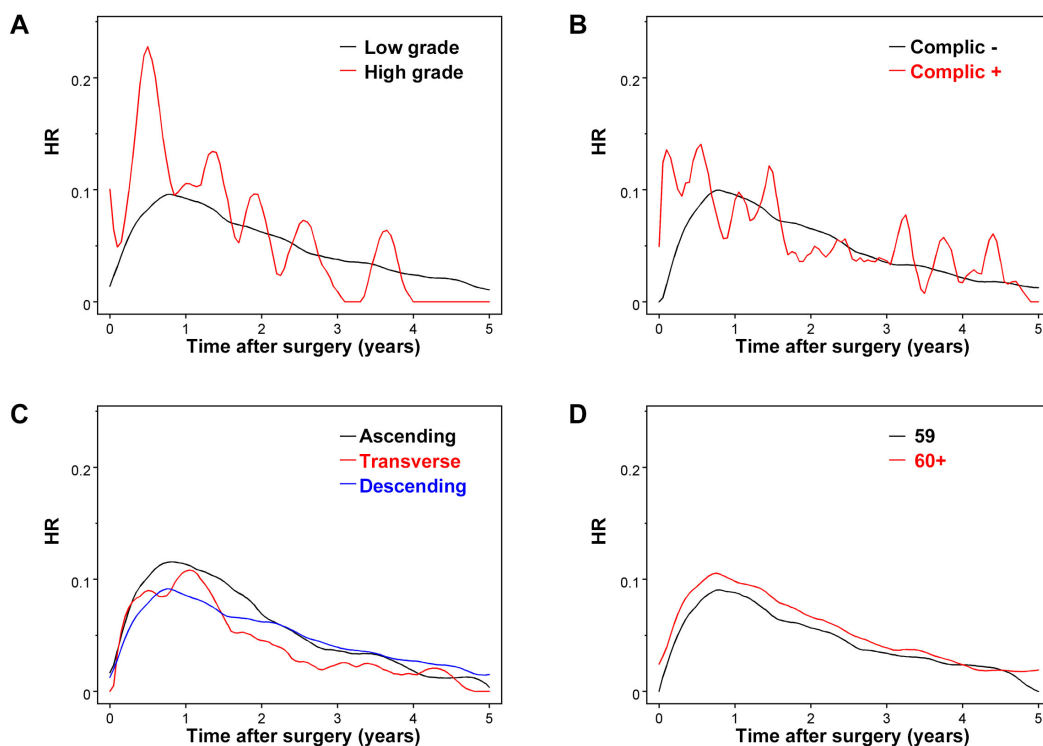 A
Low grade
High grade
HR
0.2
0.1
0
0 1 2 3 4 5
Time after surgery (years)
B
Complic -
Complic +
HR
0.2
0.1
0
0 1 2 3 4 5
Time after surgery (years)
C
Ascending
Transverse
Descending
HR
0.2
0.1
0
0 1 2 3 4 5
Time after surgery (years)
D
59
60+
HR
0.2
0.1
0
0 1 2 3 4 5
Time after surgery (years)